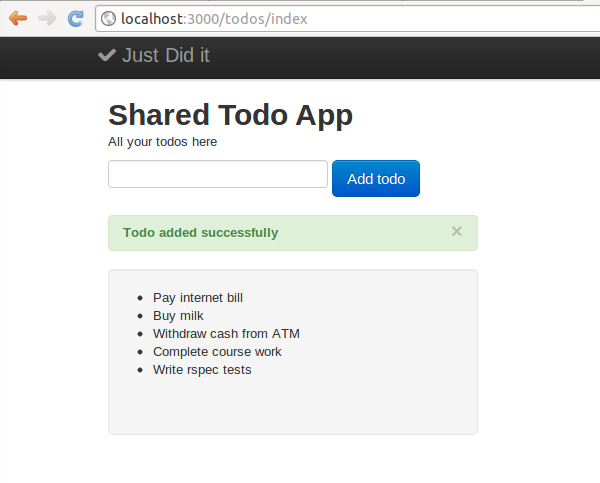 localhost:3000/todos/index
Just Did it
Shared Todo App
All your todos here
Add todo
Todo added successfully ×
Pay internet bill
Buy milk
Withdraw cash from ATM
Complete course work
Write rspec tests